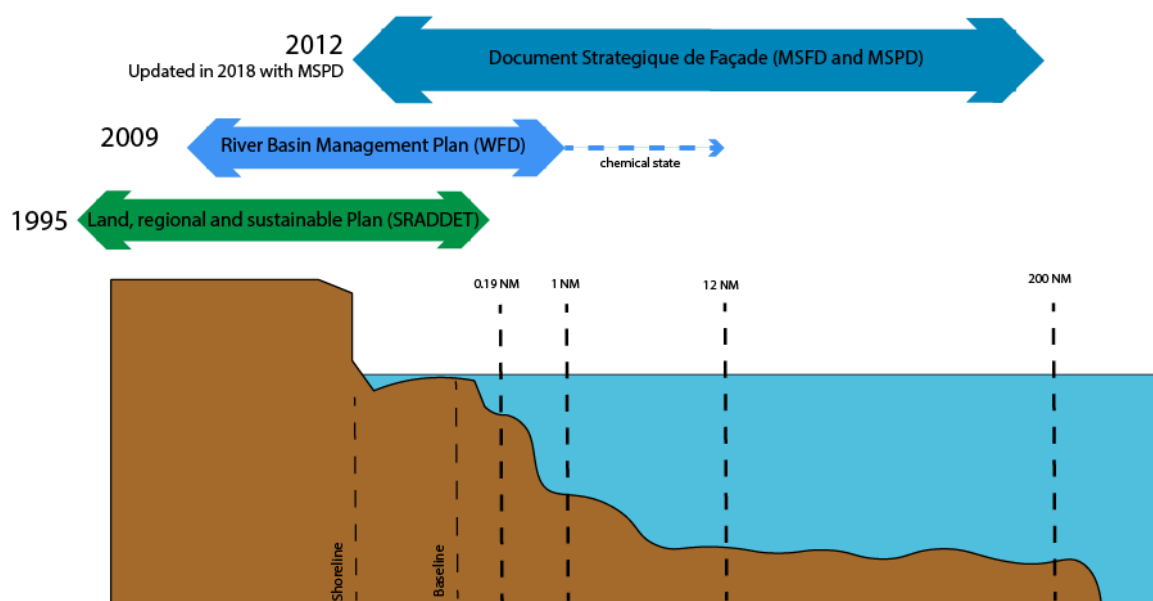 2012
Updated in 2018 with MSPD
Document Strategique de Façade (MSFD and MSPD)
2009
River Basin Management Plan (WFD)
chemical state
1995
Land, regional and sustainable Plan (SRADDET)
0.19 NM
1 NM
12 NM
200 NM
Shoreline
Baseline